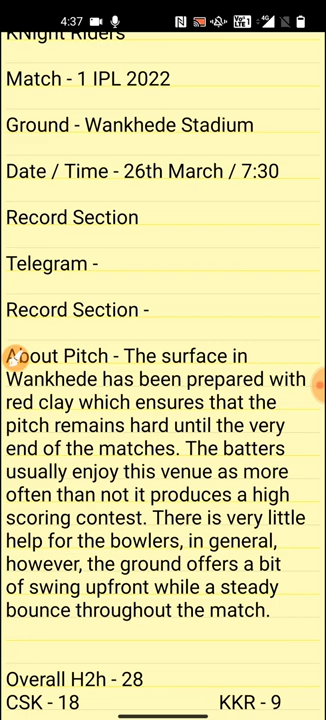 4:37
KNight Riders
Match - 1 IPL 2022
Ground - Wankhede Stadium
Date / Time - 26th March / 7:30
Record Section
Telegram -
Record Section -
About Pitch - The surface in
Wankhede has been prepared with
red clay which ensures that the
pitch remains hard until the very
end of the matches. The batters
usually enjoy this venue as more
often than not it produces a high
scoring contest. There is very little
help for the bowlers, in general,
however, the ground offers a bit
of swing upfront while a steady
bounce throughout the match.
Overall H2h - 28
CSK - 18 KKR - 9